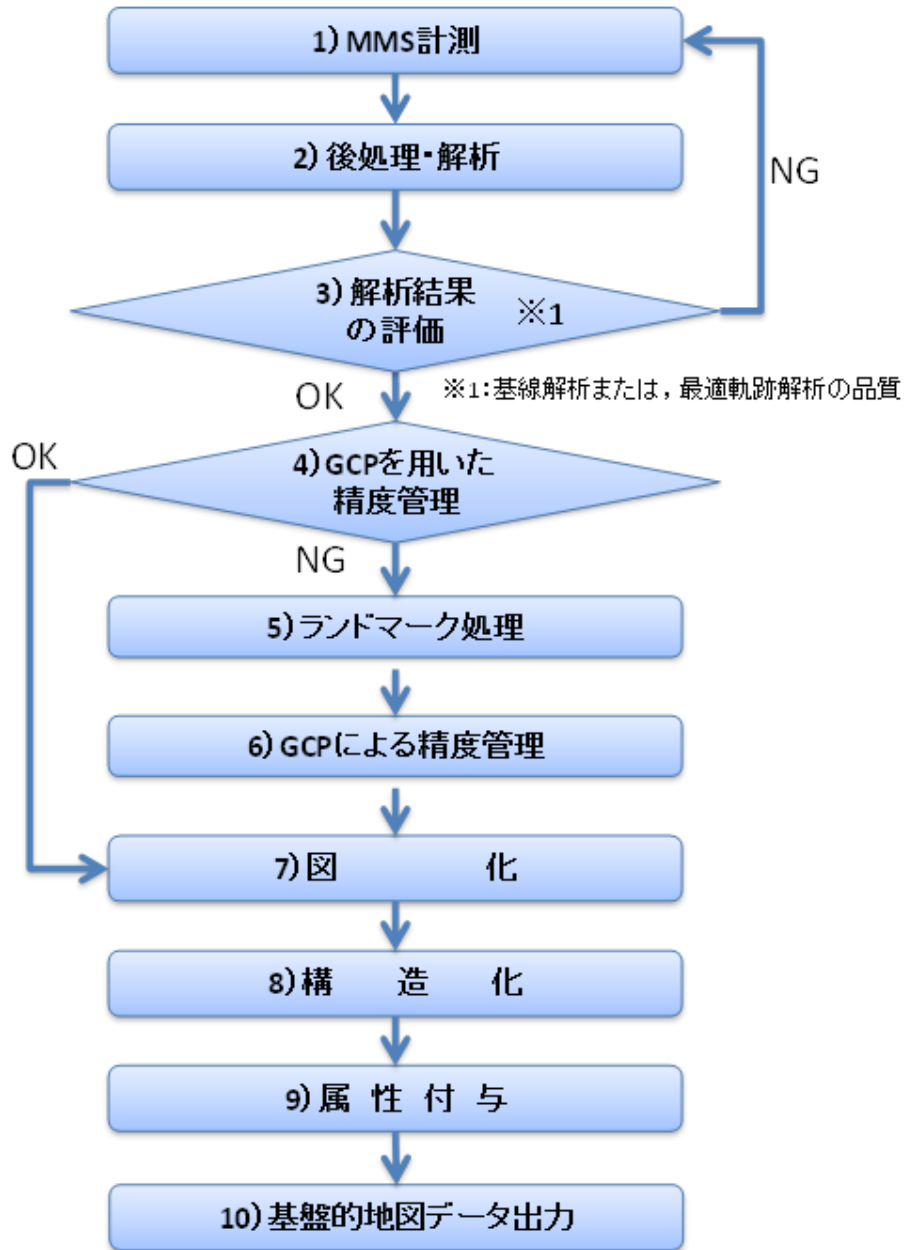 1) MMS計測
2) 後処理・解析
NG
3) 解析結果
の評価
※1
OK
※1:基線解析または, 最適軌跡解析の品質
OK
4)GCPを用いた
精度管理
NG
5)ランドマーク処理
6) GCPによる精度管理
7)図 化
8)構 造 化
9)属 性 付 与
10)基盤的地図データ出力